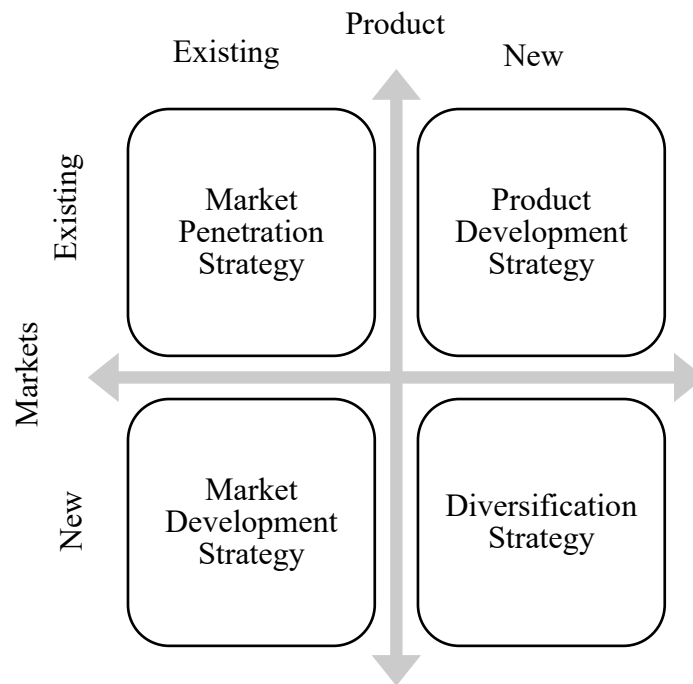 Product
Existing
New
Existing
Market
Penetration
Strategy
Product
Development
Strategy
Markets
New
Market
Development
Strategy
Diversification
Strategy